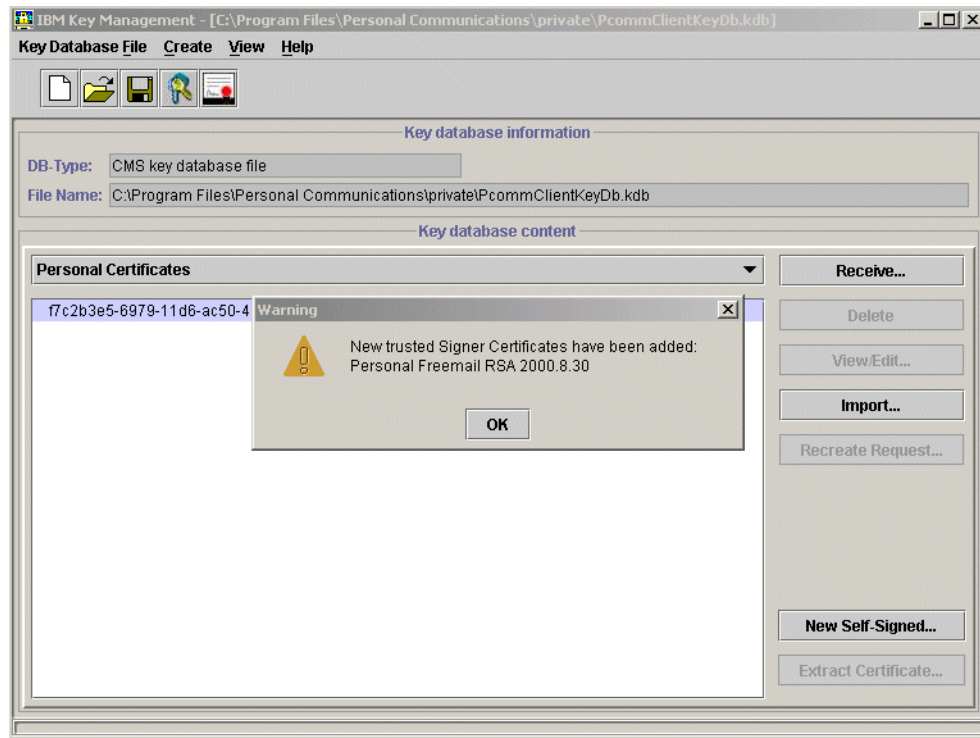 IBM Key Management - [C:\Program Files\Personal Communications\private\PcommClientKeyDb.kdb]
Key Database File Create View Help
Key database information
DB-Type: CMS key database file
File Name: C:\Program Files\Personal Communications\private\PcommClientKeyDb.kdb
Key database content
Personal Certificates
Receive...
f7c2b3e5-6979-11d6-ac50-4
Warning
Delete
New trusted Signer Certificates have been added:
Personal Freemail RSA 2000.8.30
View/Edit...
Import...
OK
Recreate Request...
New Self-Signed...
Extract Certificate...